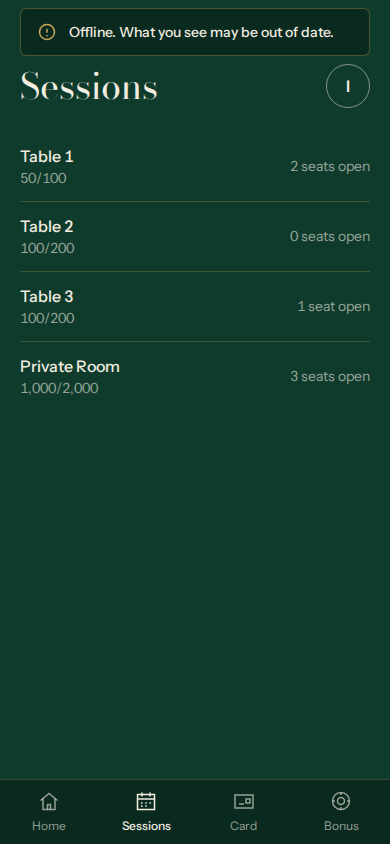 Offline. What you see may be out of date.
Sessions
I
Table 1
50/100
2 seats open
Table 2
100/200
0 seats open
Table 3
100/200
1 seat open
Private Room
1,000/2,000
3 seats open
Home
Sessions
Card
Bonus